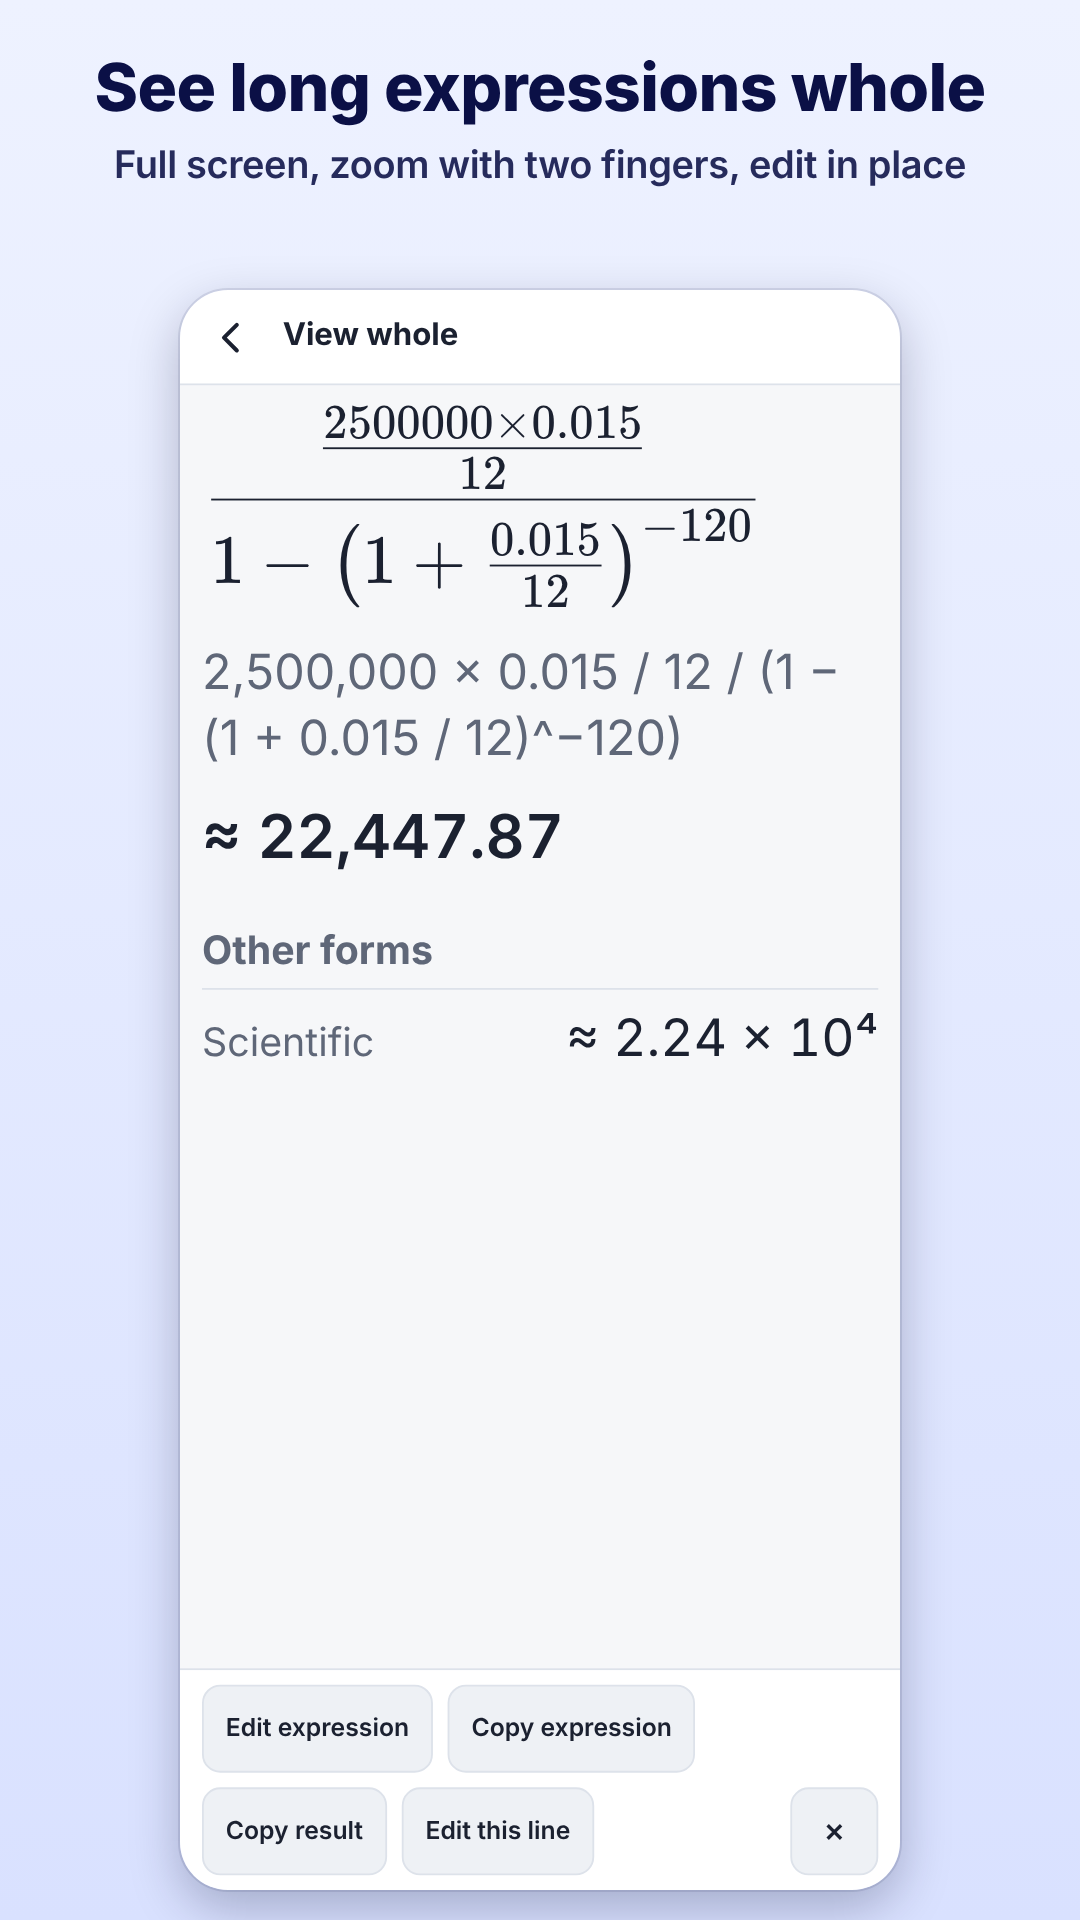 See long expressions whole
Full screen, zoom with two fingers, edit in place
View whole
2500000×0.015
12
1 − (1 + 0.015/12)^−120
2,500,000 × 0.015 / 12 / (1 −
(1 + 0.015 / 12)^−120)
≈ 22,447.87
Other forms
Scientific ≈ 2.24 × 10⁴
Edit expression Copy expression
Copy result Edit this line ×